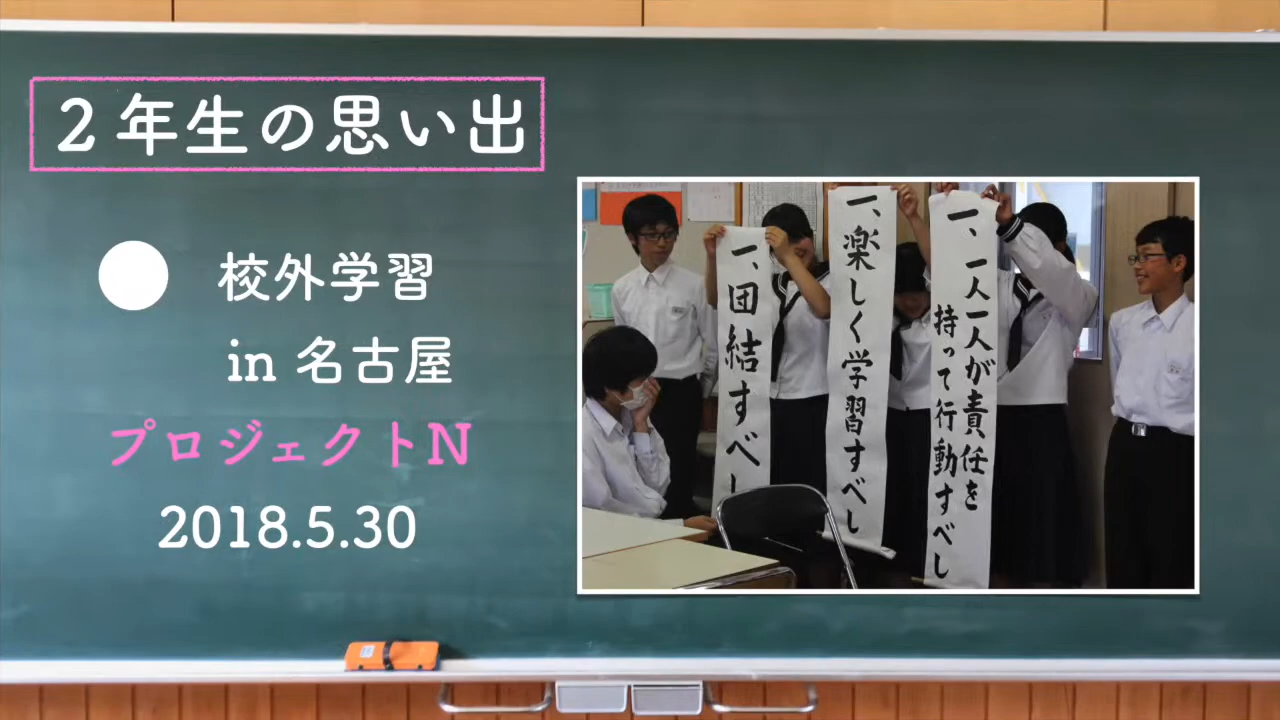 ２年生の思い出
校外学習
in 名古屋
プロジェクトN
2018.5.30
一、団結すべし
一、楽しく学習すべし
一、一人一人が責任を
持って行動すべし